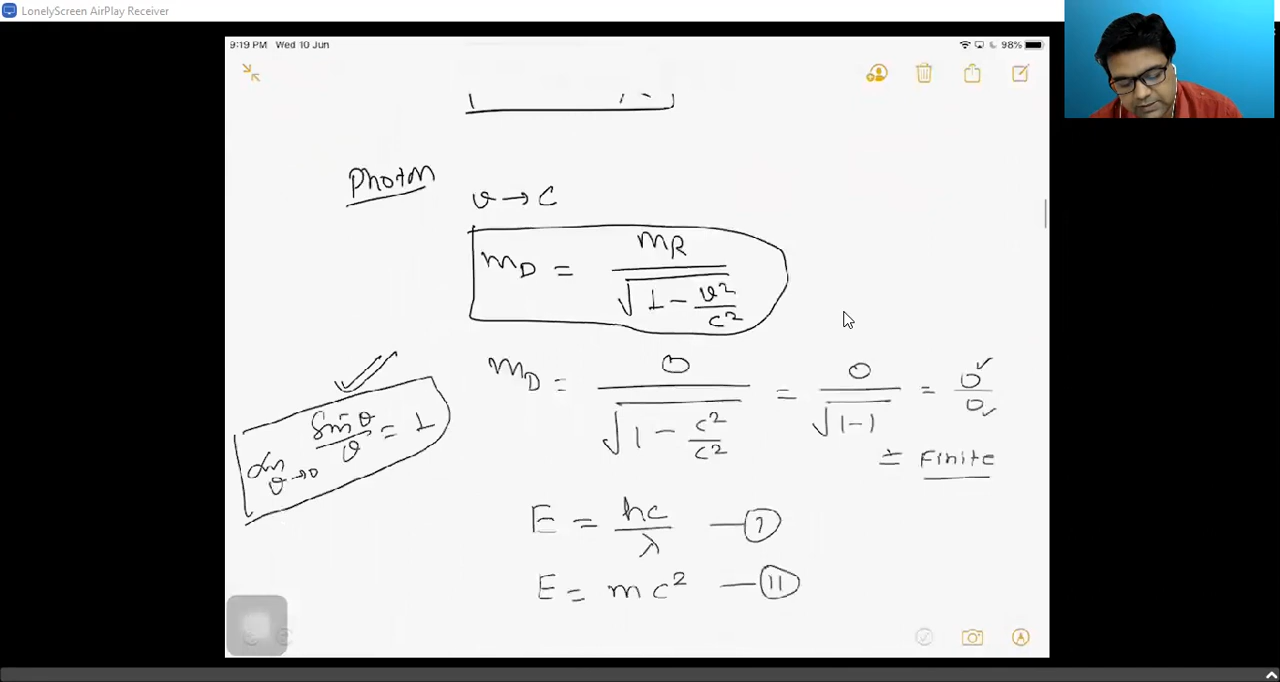 LonelyScreen AirPlay Receiver
9:19 PM Wed 10 Jun
98%
Photon
v → c
m_D = m_R / √(1 − v²/c²)
m_D = 0 / √(1 − c²/c²) = 0 / √(1−1) = 0/0
= Finite
lim θ→0 Sinθ/θ = 1
E = hc/λ — I
E = mc² — II